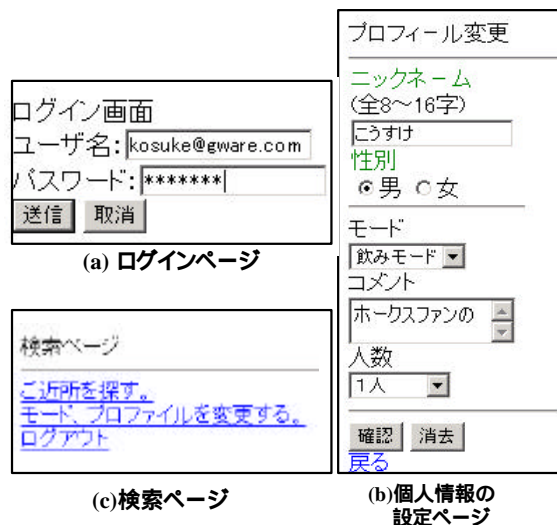 ログイン画面
ユーザ名: kosuke@gware.com
パスワード: *******
送信 取消
(a) ログインページ
検索ページ
ご近所を探す。
モード、プロファイルを変更する。
ログアウト
(c)検索ページ
プロフィール変更
ニックネーム
(全8～16字)
こうすけ
性別
男 女
モード
飲みモード
コメント
ホークスファンの
人数
1人
確認 消去
戻る
(b)個人情報の
設定ページ